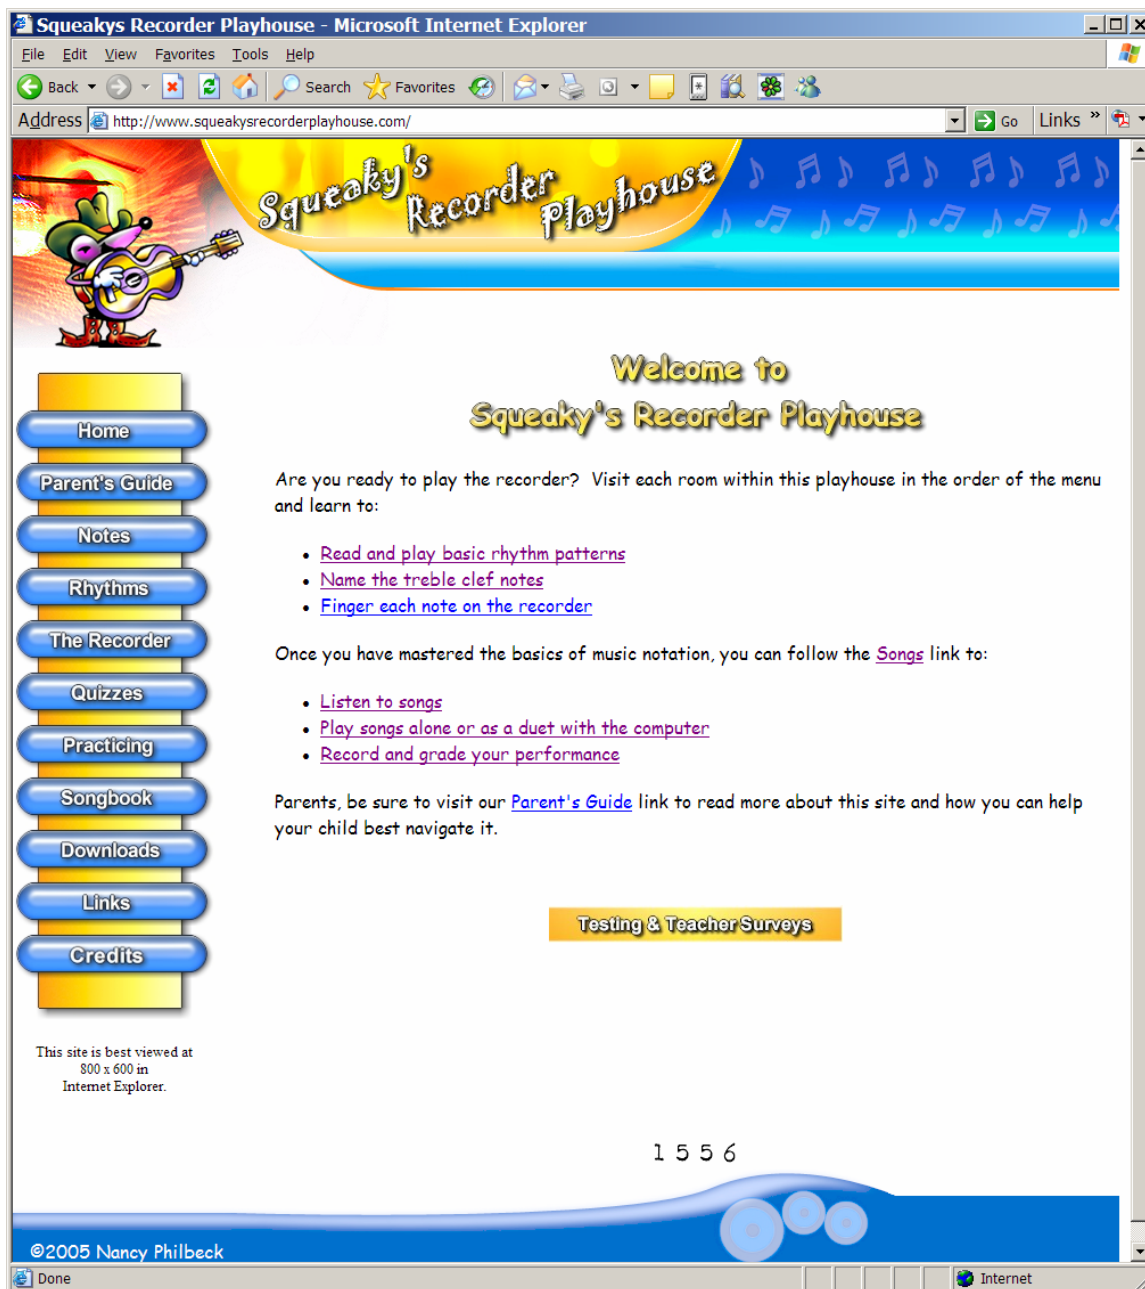 Squeakys Recorder Playhouse - Microsoft Internet Explorer
File Edit View Favorites Tools Help
Back Search Favorites
Address http://www.squeakysrecorderplayhouse.com/ Go Links »
Squeaky's
Recorder
Playhouse
Welcome to
Squeaky's Recorder Playhouse
Home
Parent's Guide
Notes
Rhythms
The Recorder
Quizzes
Practicing
Songbook
Downloads
Links
Credits
This site is best viewed at
800 x 600 in
Internet Explorer.
Are you ready to play the recorder? Visit each room within this playhouse in the order of the menu
and learn to:
• Read and play basic rhythm patterns
• Name the treble clef notes
• Finger each note on the recorder
Once you have mastered the basics of music notation, you can follow the Songs link to:
• Listen to songs
• Play songs alone or as a duet with the computer
• Record and grade your performance
Parents, be sure to visit our Parent's Guide link to read more about this site and how you can help
your child best navigate it.
Testing & Teacher Surveys
1 5 5 6
©2005 Nancy Philbeck
Done Internet